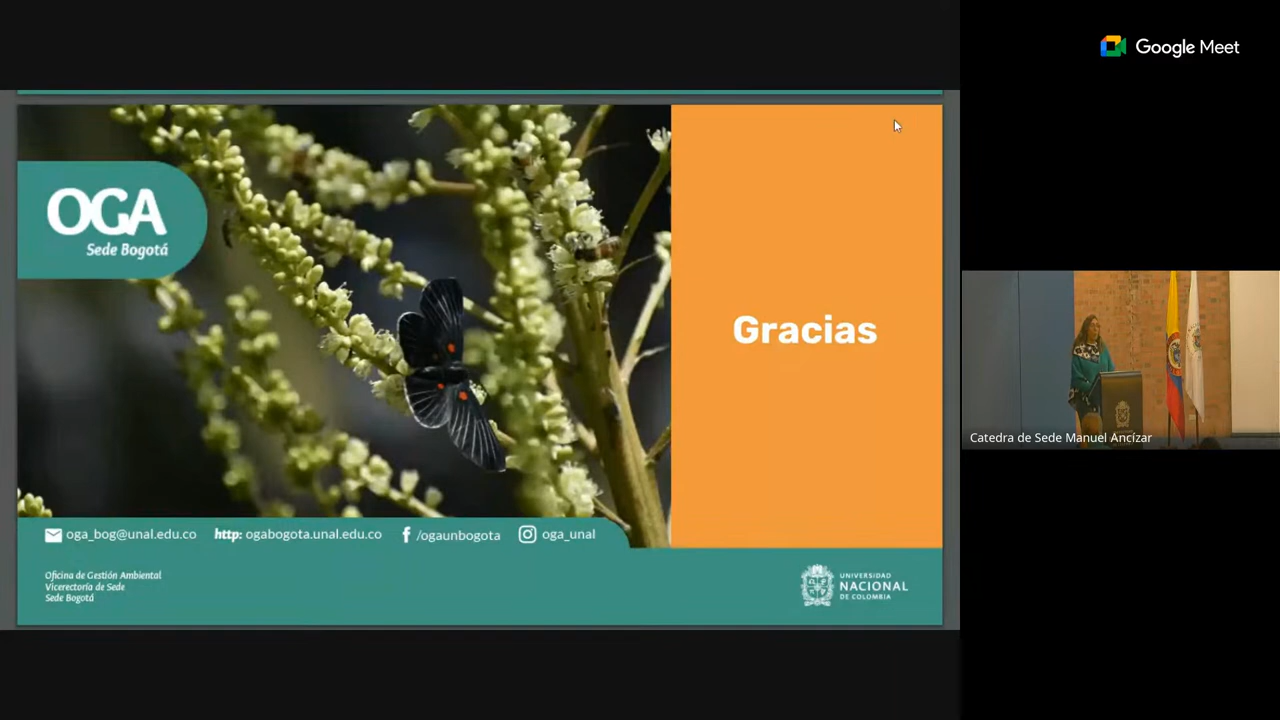 Google Meet
OGA
Sede Bogotá
Gracias
oga_bog@unal.edu.co http: ogabogota.unal.edu.co /ogaunbogota oga_unal
Oficina de Gestión Ambiental
Vicerectoría de Sede
Sede Bogotá
UNIVERSIDAD
NACIONAL
DE COLOMBIA
Catedra de Sede Manuel Ancízar